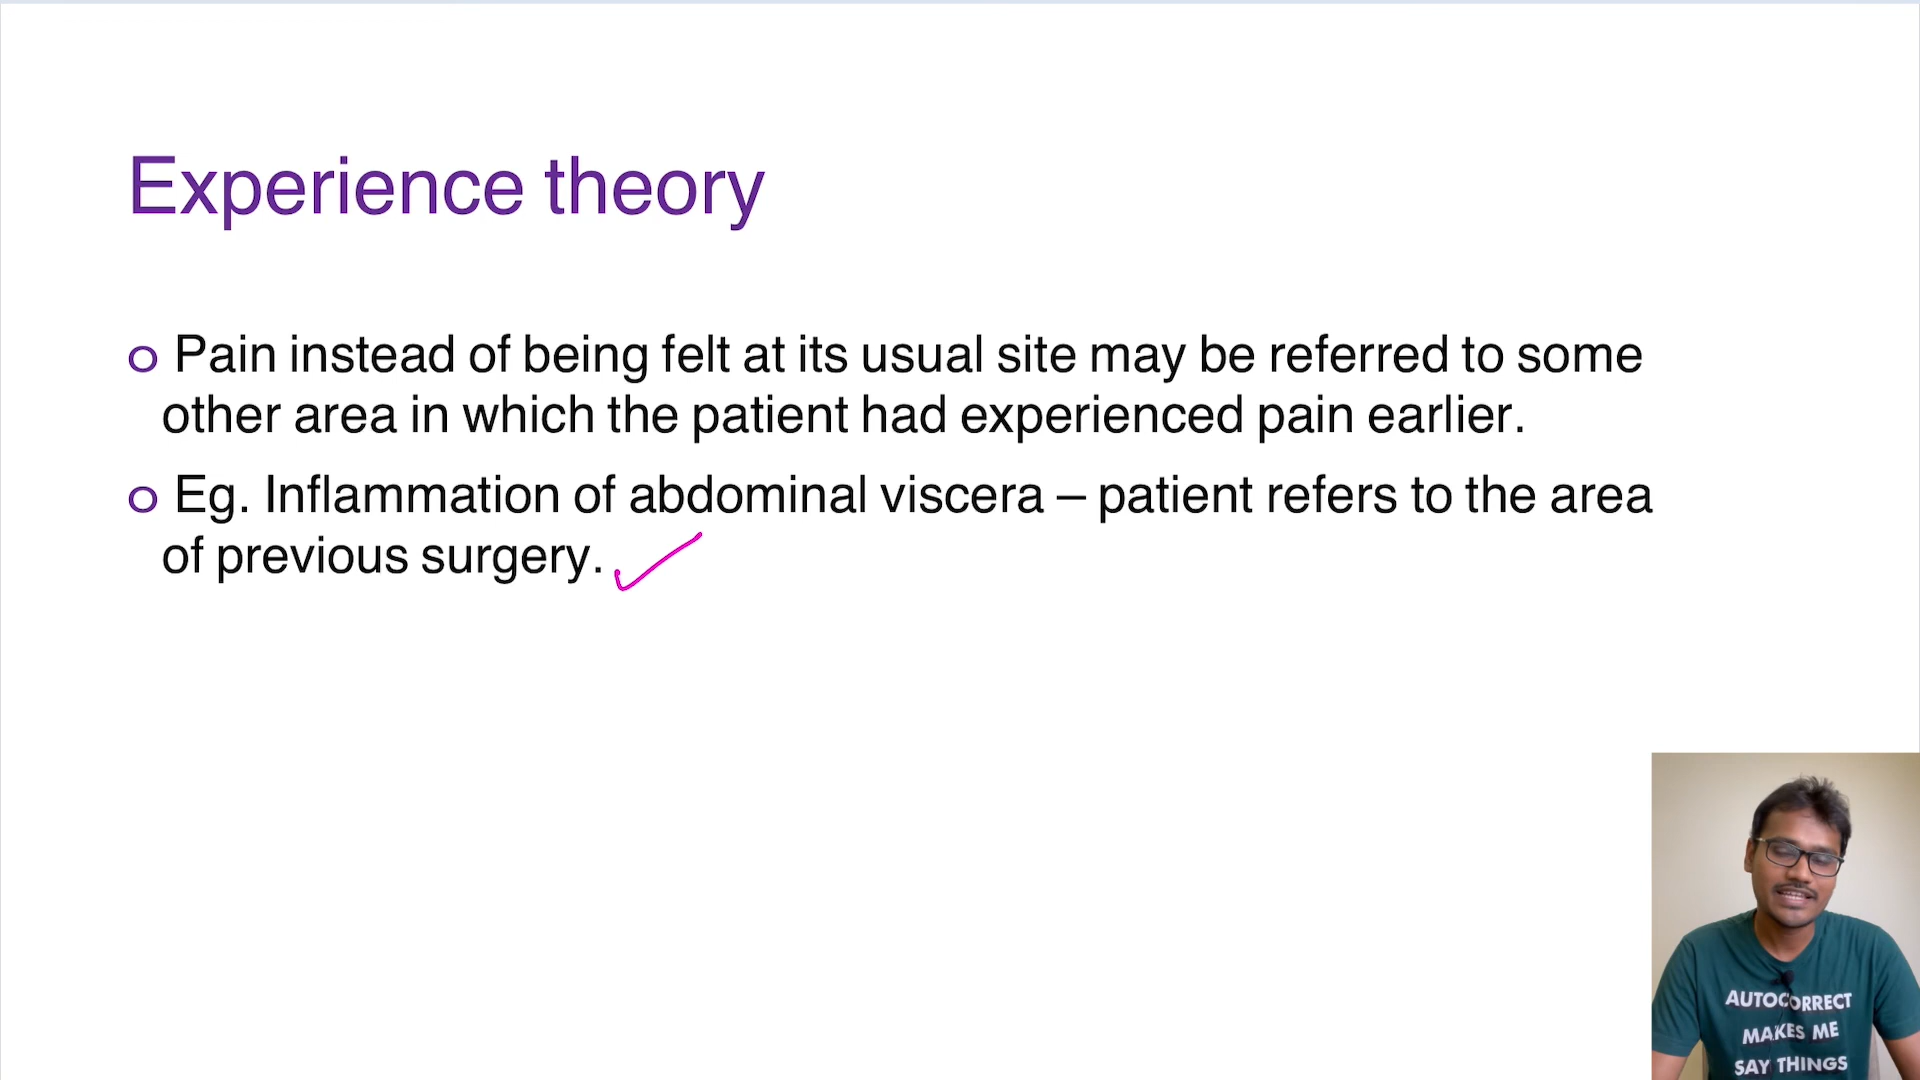 Experience theory
o Pain instead of being felt at its usual site may be referred to some
other area in which the patient had experienced pain earlier.
o Eg. Inflammation of abdominal viscera – patient refers to the area
of previous surgery.
AUTOCORRECT
MAKES ME
SAY THINGS